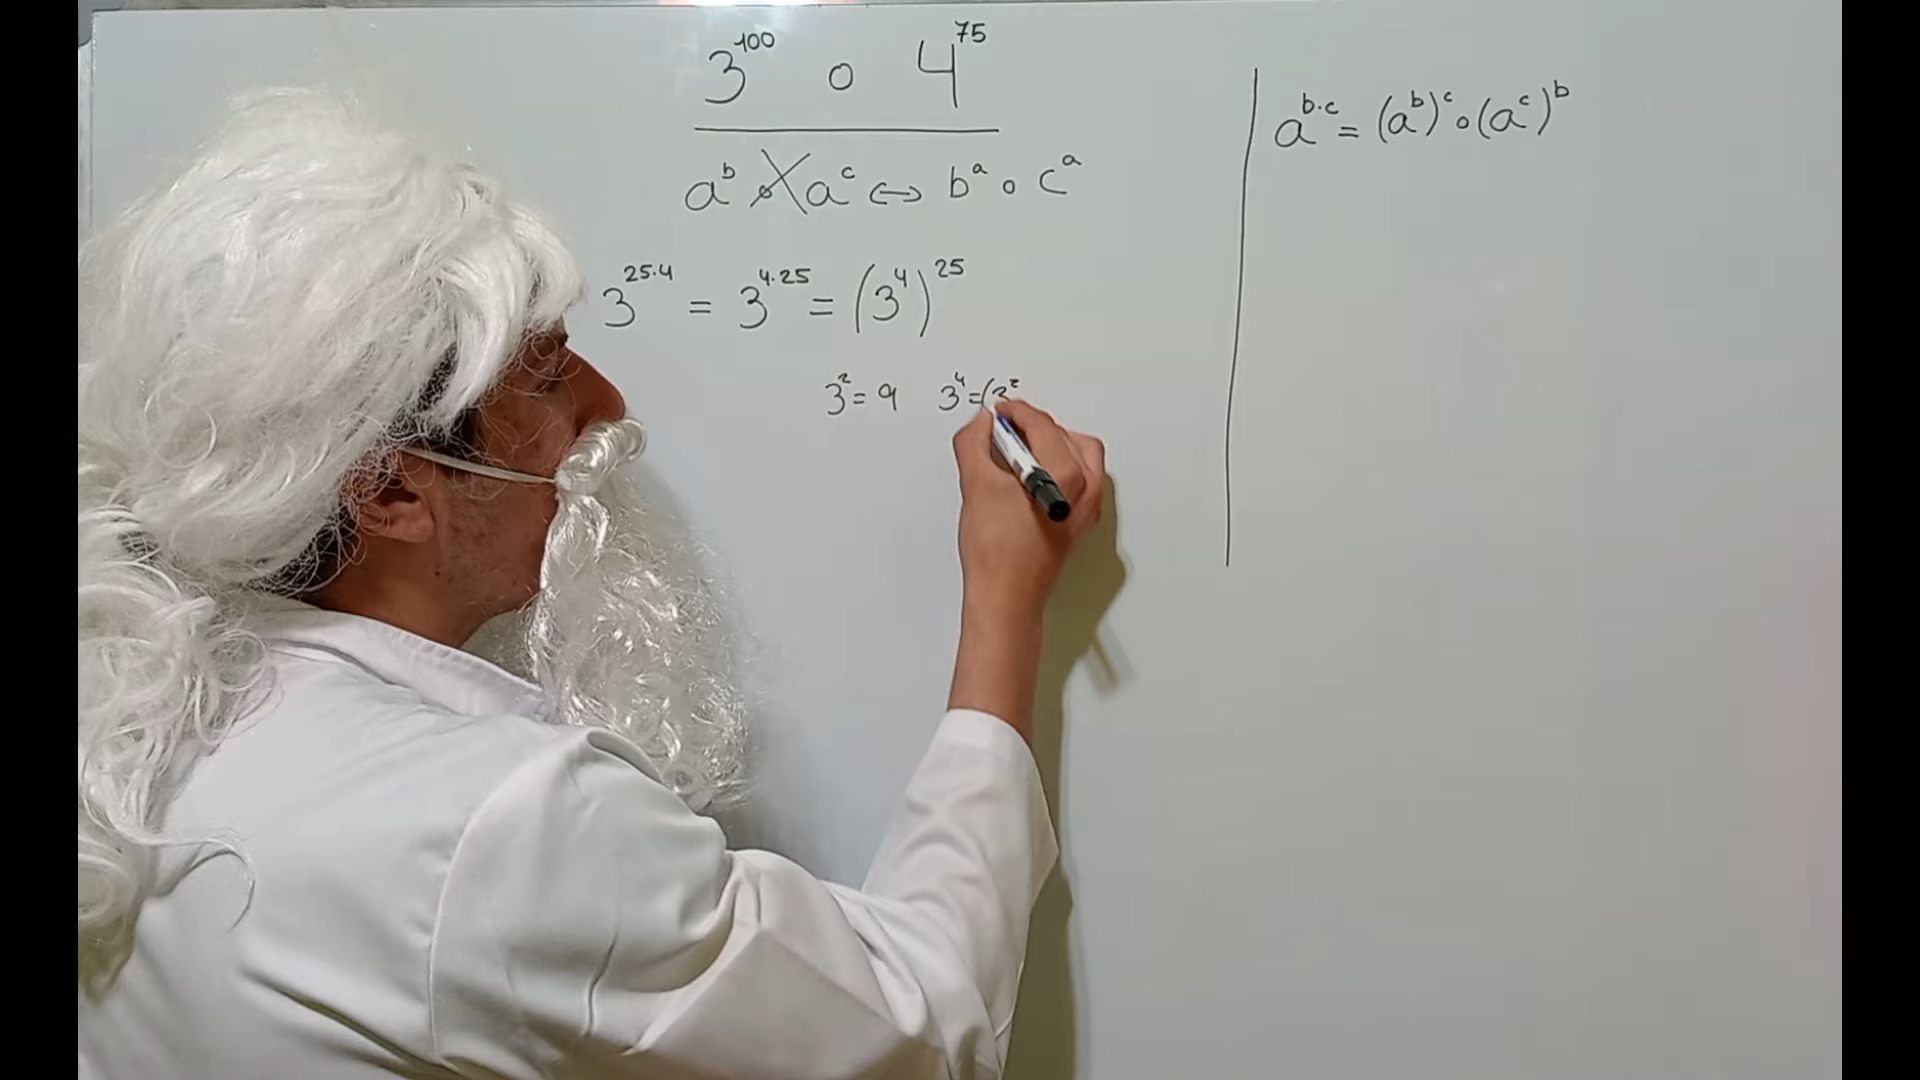 3^100 o 4^75
a^b o a^c ↔ b^a o c^a
3^25·4 = 3^4·25 = (3^4)^25
3^2 = 9 3^4 = (3^2
a^b·c = (a^b)^c o (a^c)^b